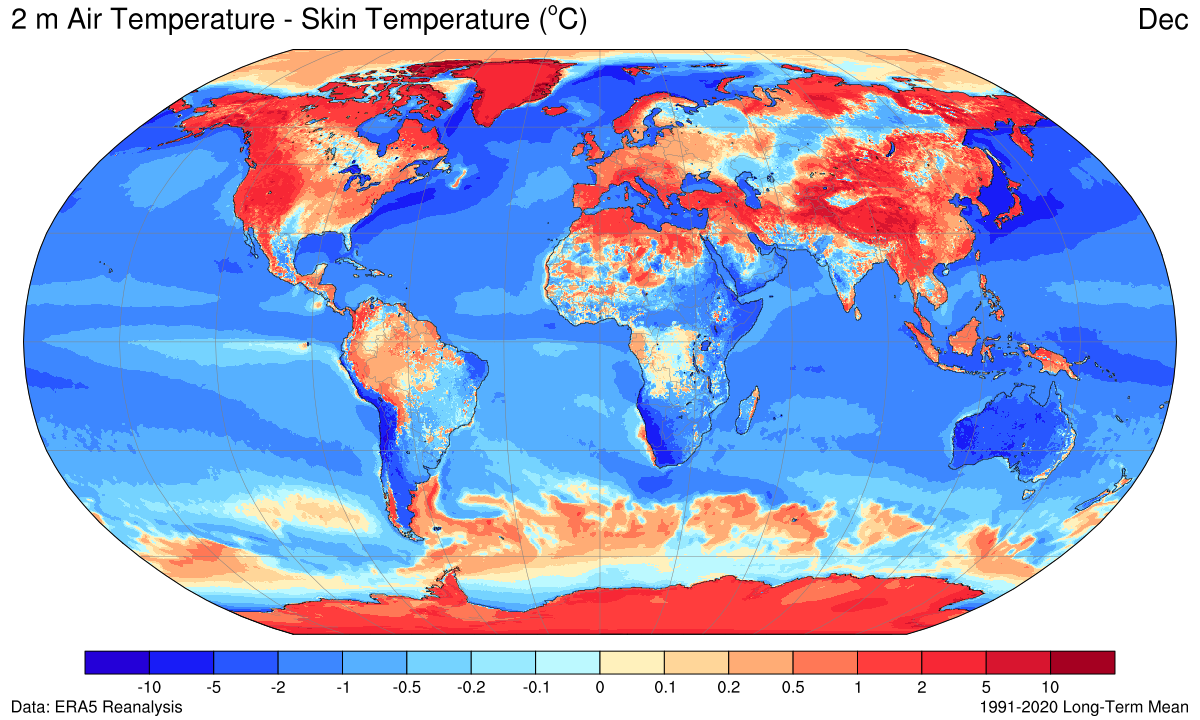 2 m Air Temperature - Skin Temperature (°C)
Dec
-10 -5 -2 -1 -0.5 -0.2 -0.1 0 0.1 0.2 0.5 1 2 5 10
Data: ERA5 Reanalysis
1991-2020 Long-Term Mean